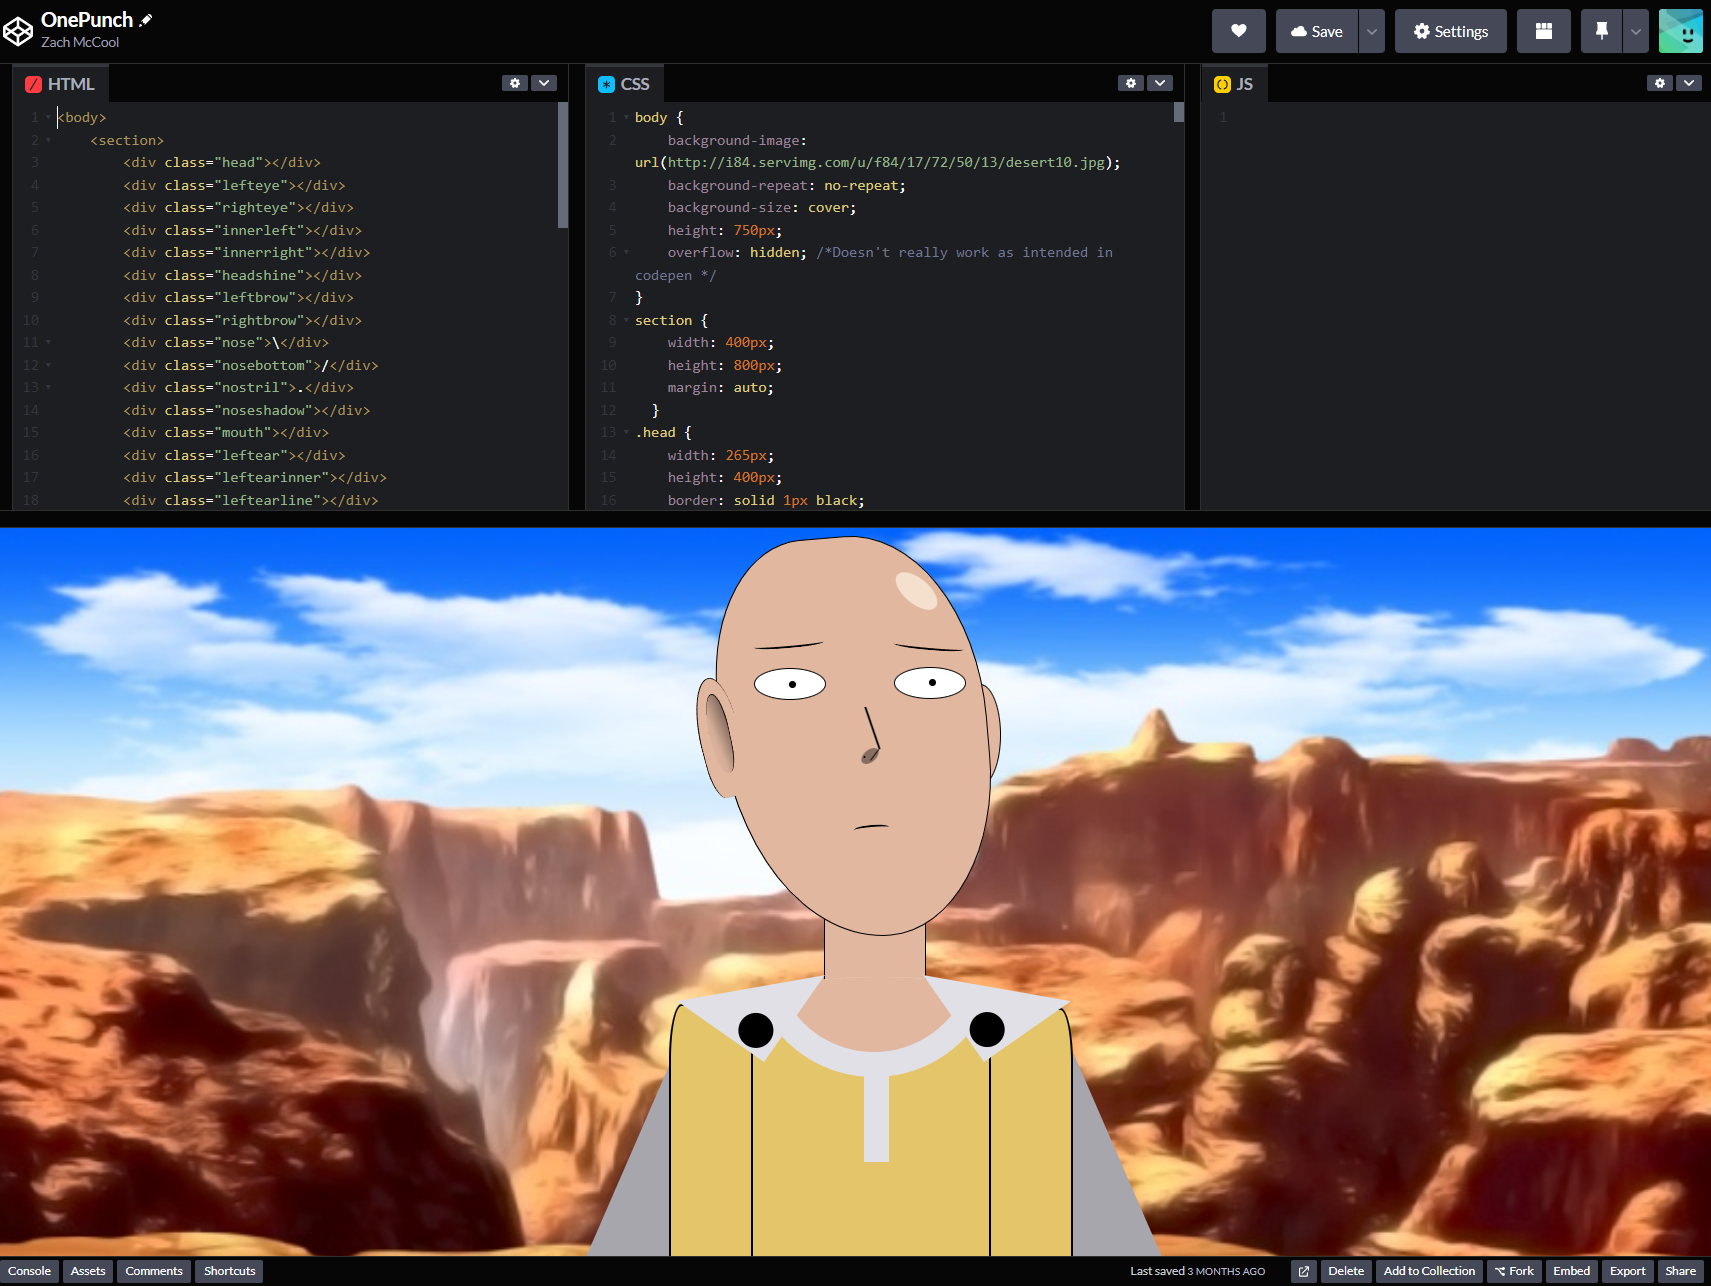 OnePunch
Zach McCool
Save
Settings
HTML
1 <body>
2 <section>
3 <div class="head"></div>
4 <div class="lefteye"></div>
5 <div class="righteye"></div>
6 <div class="innerleft"></div>
7 <div class="innerright"></div>
8 <div class="headshine"></div>
9 <div class="leftbrow"></div>
10 <div class="rightbrow"></div>
11 <div class="nose">\</div>
12 <div class="nosebottom">/</div>
13 <div class="nostril">.</div>
14 <div class="noseshadow"></div>
15 <div class="mouth"></div>
16 <div class="leftear"></div>
17 <div class="leftearinner"></div>
18 <div class="leftearline"></div>
CSS
1 body {
2 background-image:
url(http://i84.servimg.com/u/f84/17/72/50/13/desert10.jpg);
3 background-repeat: no-repeat;
4 background-size: cover;
5 height: 750px;
6 overflow: hidden; /*Doesn't really work as intended in
codepen */
7 }
8 section {
9 width: 400px;
10 height: 800px;
11 margin: auto;
12 }
13 .head {
14 width: 265px;
15 height: 400px;
16 border: solid 1px black;
JS
1
Console Assets Comments Shortcuts
Last saved 3 MONTHS AGO
Delete Add to Collection Fork Embed Export Share